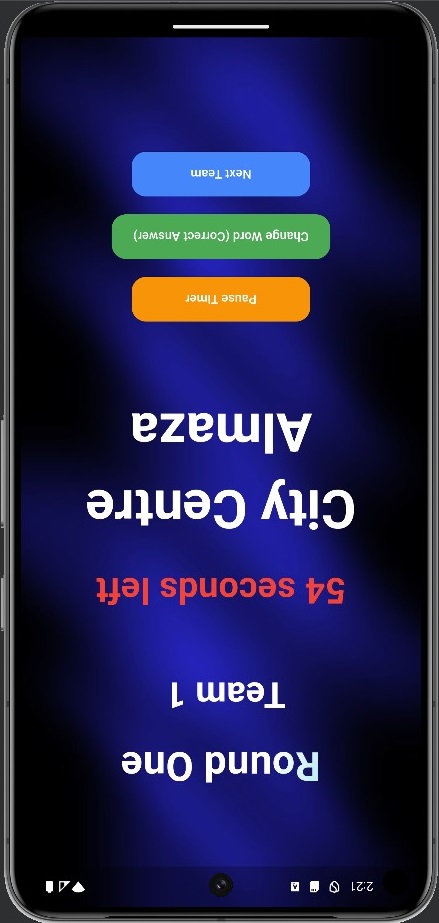 2:21
Round One
Team 1
54 seconds left
City Centre
Almaza
Pause Timer
Change Word (Correct Answer)
Next Team